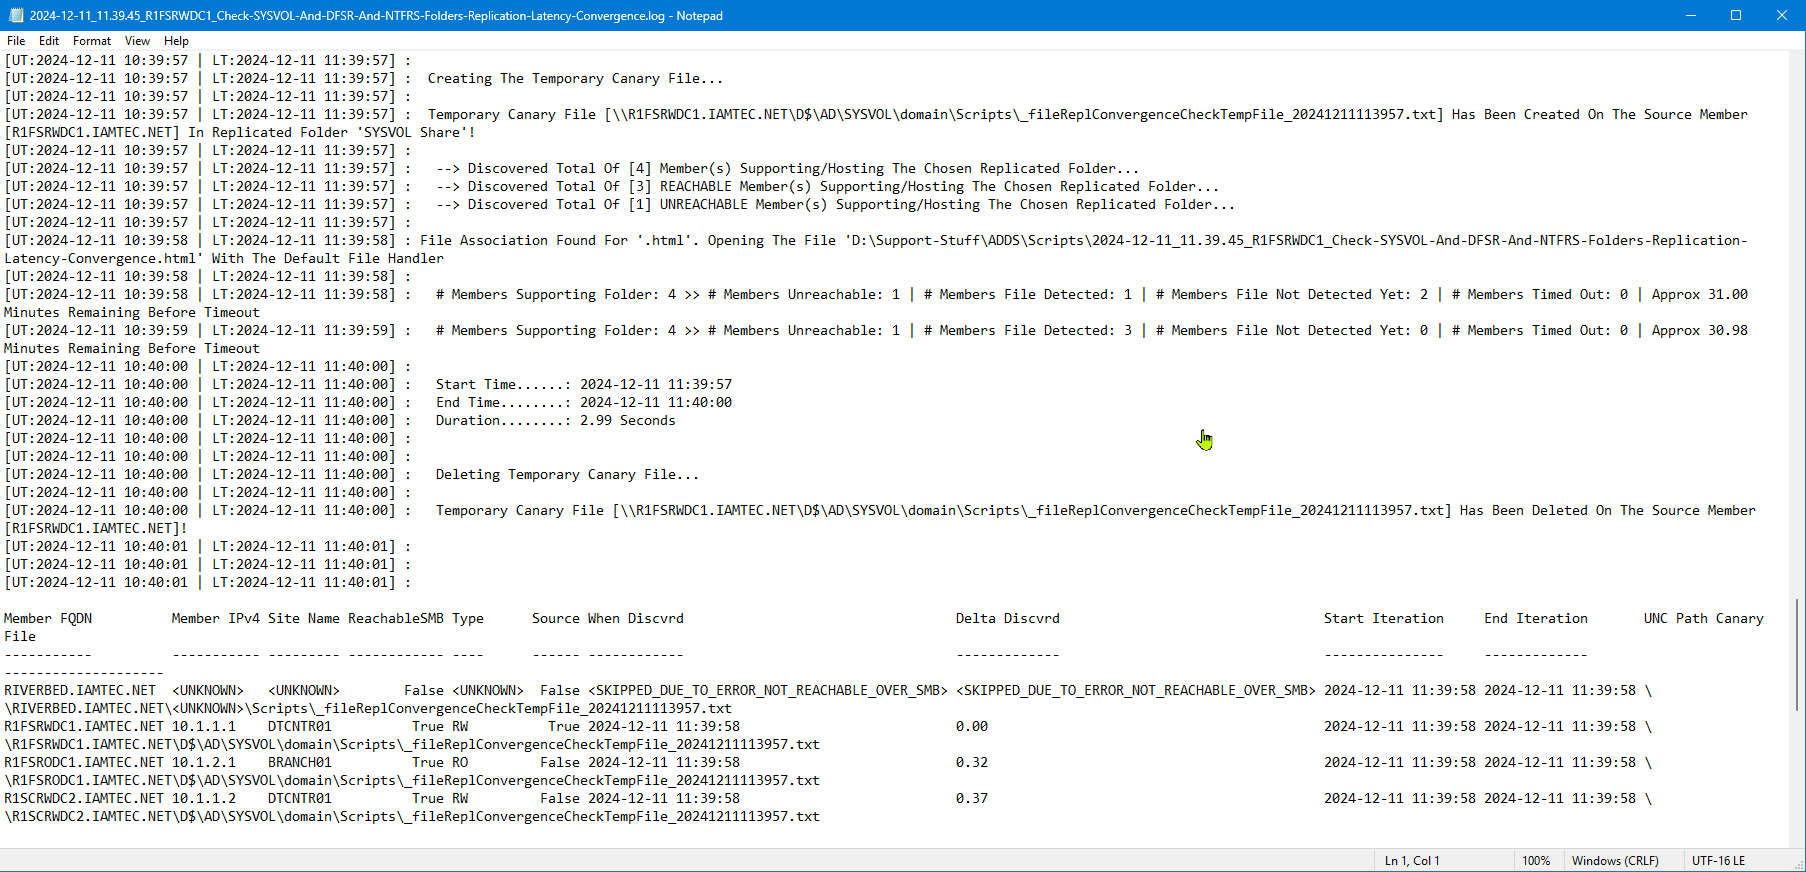 2024-12-11_11.39.45_R1FSRWDC1_Check-SYSVOL-And-DFSR-And-NTFRS-Folders-Replication-Latency-Convergence.log - Notepad
File Edit Format View Help
[UT:2024-12-11 10:39:57 | LT:2024-12-11 11:39:57] :
[UT:2024-12-11 10:39:57 | LT:2024-12-11 11:39:57] :  Creating The Temporary Canary File...
[UT:2024-12-11 10:39:57 | LT:2024-12-11 11:39:57] :
[UT:2024-12-11 10:39:57 | LT:2024-12-11 11:39:57] :  Temporary Canary File [\\R1FSRWDC1.IAMTEC.NET\D$\AD\SYSVOL\domain\Scripts\_fileReplConvergenceCheckTempFile_20241211113957.txt] Has Been Created On The Source Member
[R1FSRWDC1.IAMTEC.NET] In Replicated Folder 'SYSVOL Share'!
[UT:2024-12-11 10:39:57 | LT:2024-12-11 11:39:57] :
[UT:2024-12-11 10:39:57 | LT:2024-12-11 11:39:57] :   --> Discovered Total Of [4] Member(s) Supporting/Hosting The Chosen Replicated Folder...
[UT:2024-12-11 10:39:57 | LT:2024-12-11 11:39:57] :   --> Discovered Total Of [3] REACHABLE Member(s) Supporting/Hosting The Chosen Replicated Folder...
[UT:2024-12-11 10:39:57 | LT:2024-12-11 11:39:57] :   --> Discovered Total Of [1] UNREACHABLE Member(s) Supporting/Hosting The Chosen Replicated Folder...
[UT:2024-12-11 10:39:57 | LT:2024-12-11 11:39:57] :
[UT:2024-12-11 10:39:58 | LT:2024-12-11 11:39:58] : File Association Found For '.html'. Opening The File 'D:\Support-Stuff\ADDS\Scripts\2024-12-11_11.39.45_R1FSRWDC1_Check-SYSVOL-And-DFSR-And-NTFRS-Folders-Replication-
Latency-Convergence.html' With The Default File Handler
[UT:2024-12-11 10:39:58 | LT:2024-12-11 11:39:58] :
[UT:2024-12-11 10:39:58 | LT:2024-12-11 11:39:58] :   # Members Supporting Folder: 4 >> # Members Unreachable: 1 | # Members File Detected: 1 | # Members File Not Detected Yet: 2 | # Members Timed Out: 0 | Approx 31.00
Minutes Remaining Before Timeout
[UT:2024-12-11 10:39:59 | LT:2024-12-11 11:39:59] :   # Members Supporting Folder: 4 >> # Members Unreachable: 1 | # Members File Detected: 3 | # Members File Not Detected Yet: 0 | # Members Timed Out: 0 | Approx 30.98
Minutes Remaining Before Timeout
[UT:2024-12-11 10:40:00 | LT:2024-12-11 11:40:00] :
[UT:2024-12-11 10:40:00 | LT:2024-12-11 11:40:00] :   Start Time......: 2024-12-11 11:39:57
[UT:2024-12-11 10:40:00 | LT:2024-12-11 11:40:00] :   End Time........: 2024-12-11 11:40:00
[UT:2024-12-11 10:40:00 | LT:2024-12-11 11:40:00] :   Duration........: 2.99 Seconds
[UT:2024-12-11 10:40:00 | LT:2024-12-11 11:40:00] :
[UT:2024-12-11 10:40:00 | LT:2024-12-11 11:40:00] :
[UT:2024-12-11 10:40:00 | LT:2024-12-11 11:40:00] :   Deleting Temporary Canary File...
[UT:2024-12-11 10:40:00 | LT:2024-12-11 11:40:00] :
[UT:2024-12-11 10:40:00 | LT:2024-12-11 11:40:00] :   Temporary Canary File [\\R1FSRWDC1.IAMTEC.NET\D$\AD\SYSVOL\domain\Scripts\_fileReplConvergenceCheckTempFile_20241211113957.txt] Has Been Deleted On The Source Member
[R1FSRWDC1.IAMTEC.NET]!
[UT:2024-12-11 10:40:01 | LT:2024-12-11 11:40:01] :
[UT:2024-12-11 10:40:01 | LT:2024-12-11 11:40:01] :
[UT:2024-12-11 10:40:01 | LT:2024-12-11 11:40:01] :
Member FQDN          Member IPv4 Site Name ReachableSMB Type      Source When Discvrd                                  Delta Discvrd                                 Start Iteration     End Iteration       UNC Path Canary
File
-----------          ----------- --------- ------------ ----      ------ ------------                                  -------------                                 ---------------     -------------
--------------------
RIVERBED.IAMTEC.NET  <UNKNOWN>   <UNKNOWN>        False <UNKNOWN>  False <SKIPPED_DUE_TO_ERROR_NOT_REACHABLE_OVER_SMB> <SKIPPED_DUE_TO_ERROR_NOT_REACHABLE_OVER_SMB> 2024-12-11 11:39:58 2024-12-11 11:39:58 \
\RIVERBED.IAMTEC.NET\<UNKNOWN>\Scripts\_fileReplConvergenceCheckTempFile_20241211113957.txt
R1FSRWDC1.IAMTEC.NET 10.1.1.1    DTCNTR01          True RW          True 2024-12-11 11:39:58                           0.00                                          2024-12-11 11:39:58 2024-12-11 11:39:58 \
\R1FSRWDC1.IAMTEC.NET\D$\AD\SYSVOL\domain\Scripts\_fileReplConvergenceCheckTempFile_20241211113957.txt
R1FSRODC1.IAMTEC.NET 10.1.2.1    BRANCH01          True RO         False 2024-12-11 11:39:58                           0.32                                          2024-12-11 11:39:58 2024-12-11 11:39:58 \
\R1FSRODC1.IAMTEC.NET\D$\AD\SYSVOL\domain\Scripts\_fileReplConvergenceCheckTempFile_20241211113957.txt
R1SCRWDC2.IAMTEC.NET 10.1.1.2    DTCNTR01          True RW         False 2024-12-11 11:39:58                           0.37                                          2024-12-11 11:39:58 2024-12-11 11:39:58 \
\R1SCRWDC2.IAMTEC.NET\D$\AD\SYSVOL\domain\Scripts\_fileReplConvergenceCheckTempFile_20241211113957.txt
Ln 1, Col 1 100% Windows (CRLF) UTF-16 LE